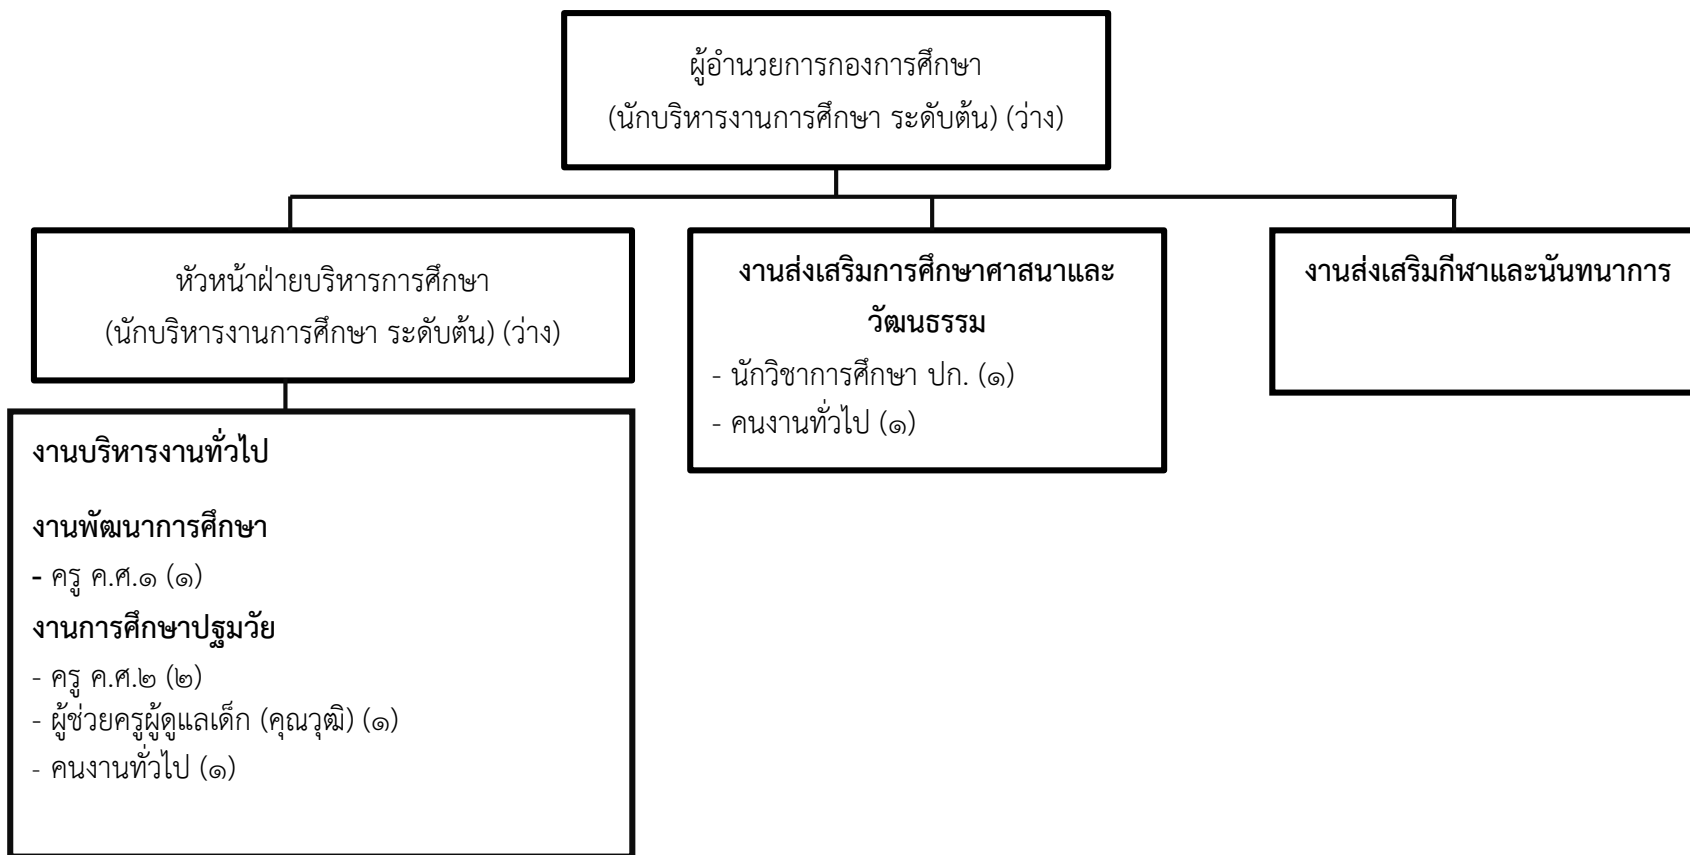 ผู้อำนวยการกองการศึกษา
(นักบริหารงานการศึกษา ระดับต้น) (ว่าง)
หัวหน้าฝ่ายบริหารการศึกษา
(นักบริหารงานการศึกษา ระดับต้น) (ว่าง)
งานส่งเสริมการศึกษาศาสนาและ
วัฒนธรรม
- นักวิชาการศึกษา ปก. (๑)
- คนงานทั่วไป (๑)
งานส่งเสริมกีฬาและนันทนาการ
งานบริหารงานทั่วไป
งานพัฒนาการศึกษา
- ครู ค.ศ.๑ (๑)
งานการศึกษาปฐมวัย
- ครู ค.ศ.๒ (๒)
- ผู้ช่วยครูผู้ดูแลเด็ก (คุณวุฒิ) (๑)
- คนงานทั่วไป (๑)